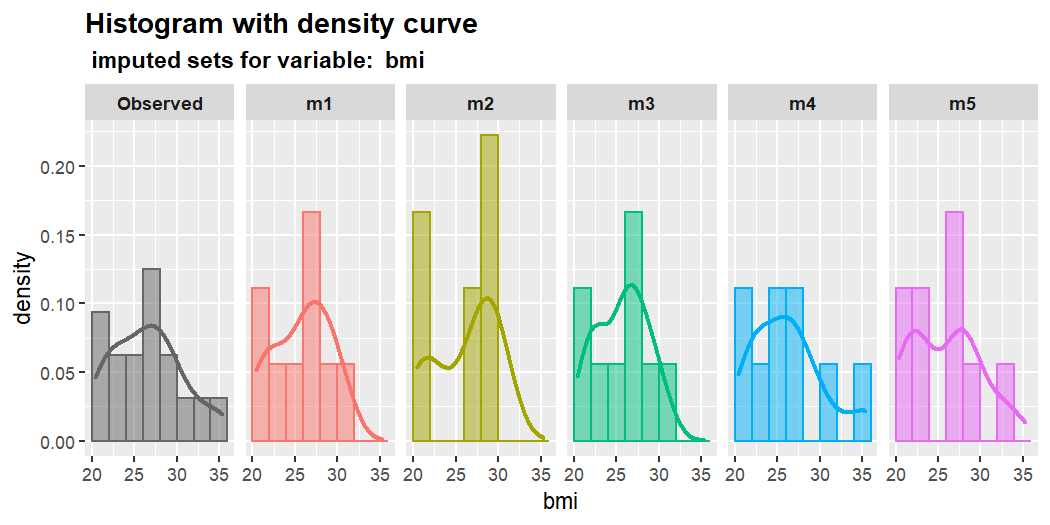 Histogram with density curve
imputed sets for variable:  bmi
Observed m1 m2 m3 m4 m5
density
0.20
0.15
0.10
0.05
0.00
20 25 30 35 20 25 30 35 20 25 30 35 20 25 30 35 20 25 30 35 20 25 30 35
bmi